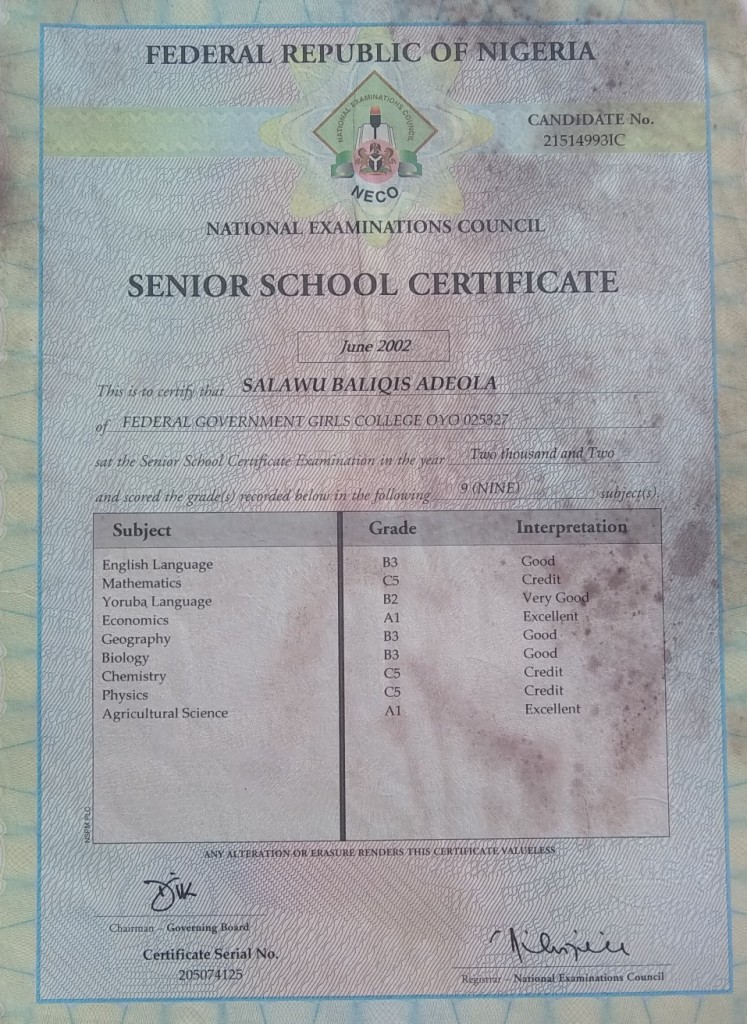 FEDERAL REPUBLIC OF NIGERIA
NATIONAL EXAMINATIONS COUNCIL
NECO
CANDIDATE No.
21514993IC
NATIONAL EXAMINATIONS COUNCIL
SENIOR SCHOOL CERTIFICATE
June 2002
This is to certify that SALAWU BALIQIS ADEOLA
of FEDERAL GOVERNMENT GIRLS COLLEGE OYO 025327
sat the Senior School Certificate Examination in the year Two thousand and Two
and scored the grade(s) recorded below in the following 9 (NINE) subject(s).
Subject Grade Interpretation
English Language B3 Good
Mathematics C5 Credit
Yoruba Language B2 Very Good
Economics A1 Excellent
Geography B3 Good
Biology B3 Good
Chemistry C5 Credit
Physics C5 Credit
Agricultural Science A1 Excellent
NSPM PLC
ANY ALTERATION OR ERASURE RENDERS THIS CERTIFICATE VALUELESS
Chairman - Governing Board
Certificate Serial No.
205074125
Registrar - National Examinations Council